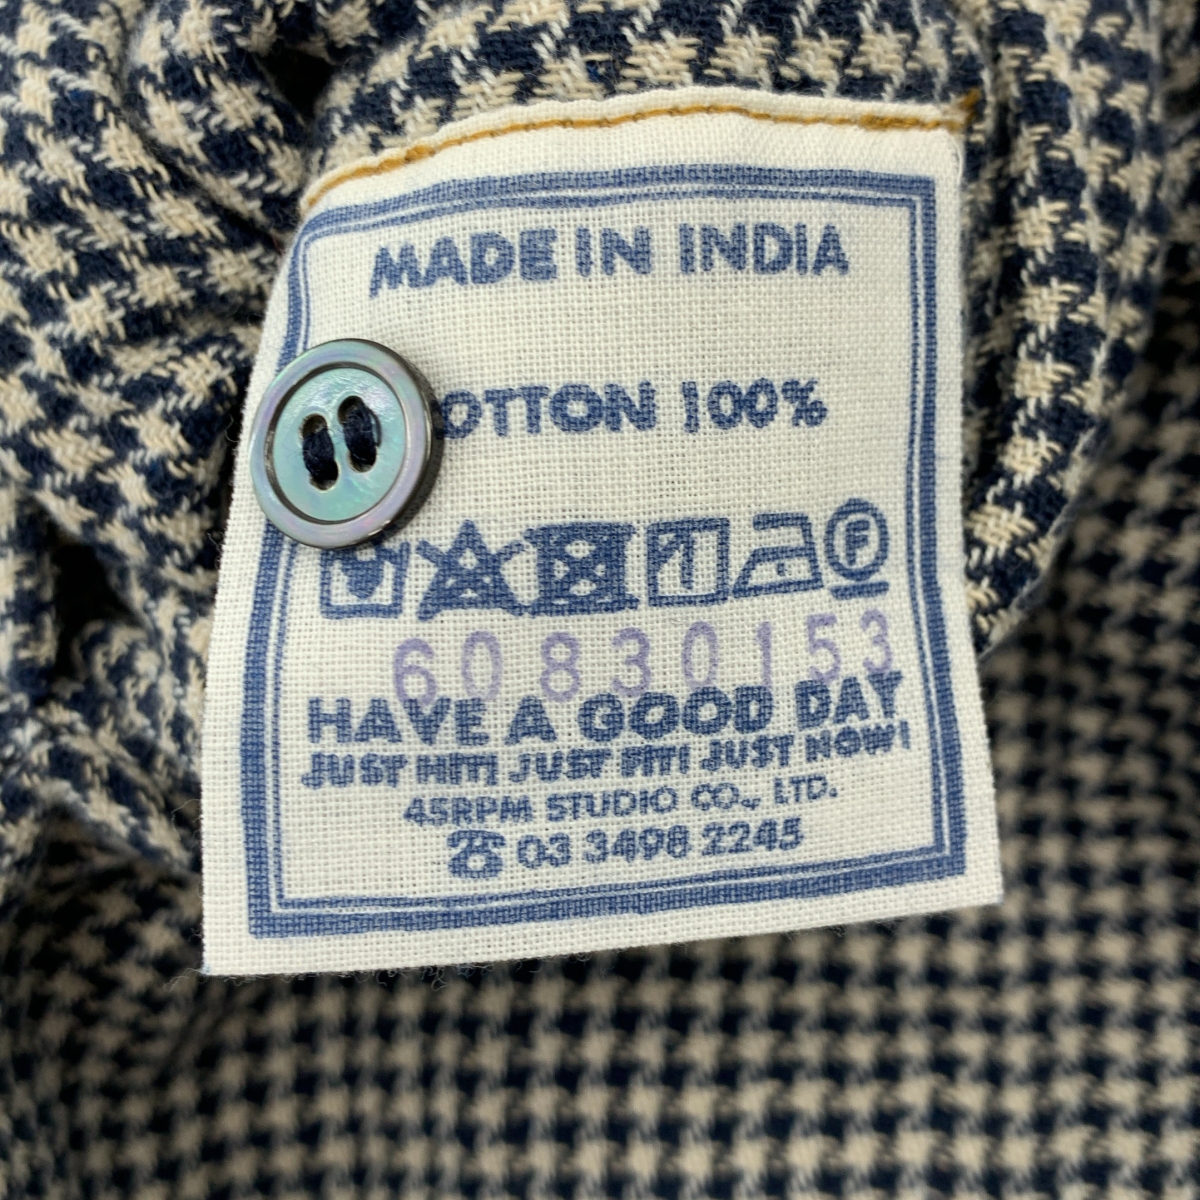 MADE IN INDIA
COTTON 100%
F
60830153
HAVE A GOOD DAY
JUST HIT! JUST FIT! JUST NOW!
45RPM STUDIO CO., LTD.
☎ 03 3498 2245